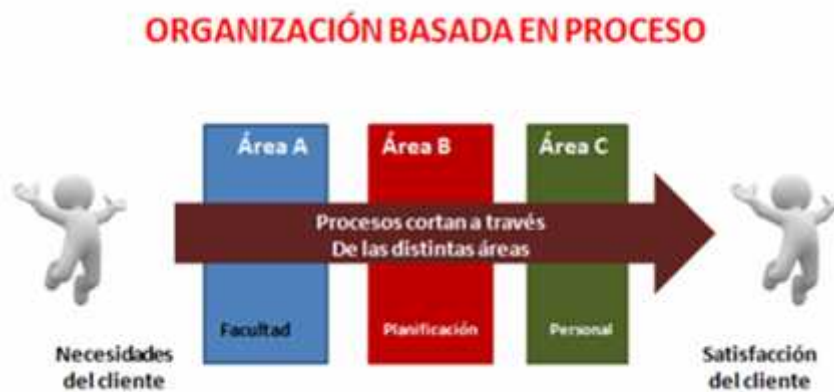 ORGANIZACIÓN BASADA EN PROCESO
Área A
Área B
Área C
Procesos cortan a través
De las distintas áreas
Facultad
Planificación
Personal
Necesidades
del cliente
Satisfacción
del cliente